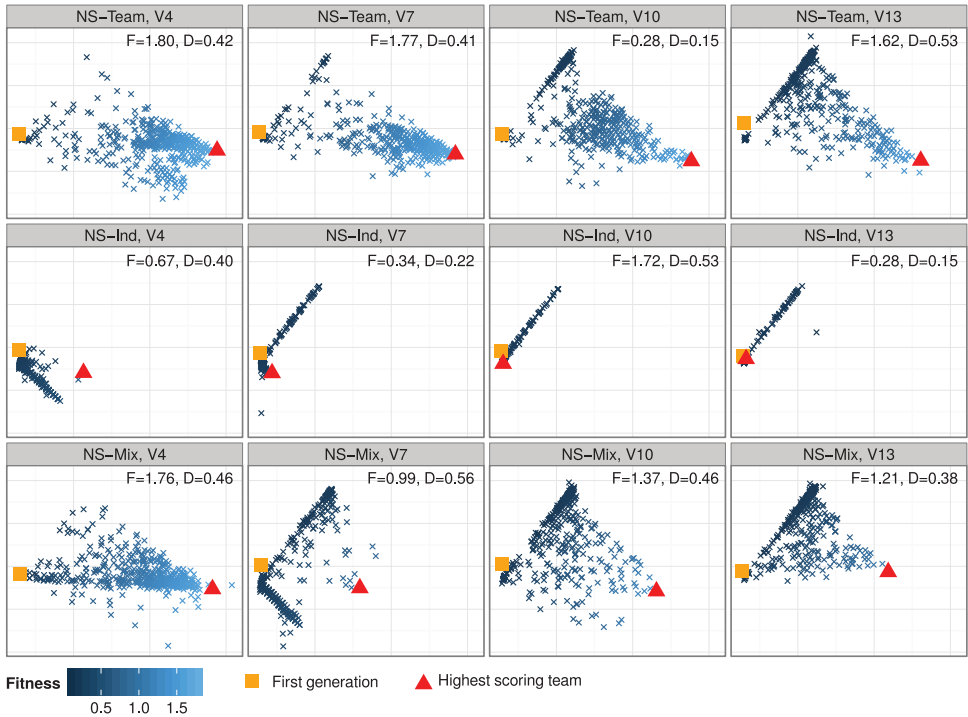 NS−Team, V4
F=1.80, D=0.42
NS−Team, V7
F=1.77, D=0.41
NS−Team, V10
F=0.28, D=0.15
NS−Team, V13
F=1.62, D=0.53
NS−Ind, V4
F=0.67, D=0.40
NS−Ind, V7
F=0.34, D=0.22
NS−Ind, V10
F=1.72, D=0.53
NS−Ind, V13
F=0.28, D=0.15
NS−Mix, V4
F=1.76, D=0.46
NS−Mix, V7
F=0.99, D=0.56
NS−Mix, V10
F=1.37, D=0.46
NS−Mix, V13
F=1.21, D=0.38
Fitness
0.5 1.0 1.5
First generation
Highest scoring team